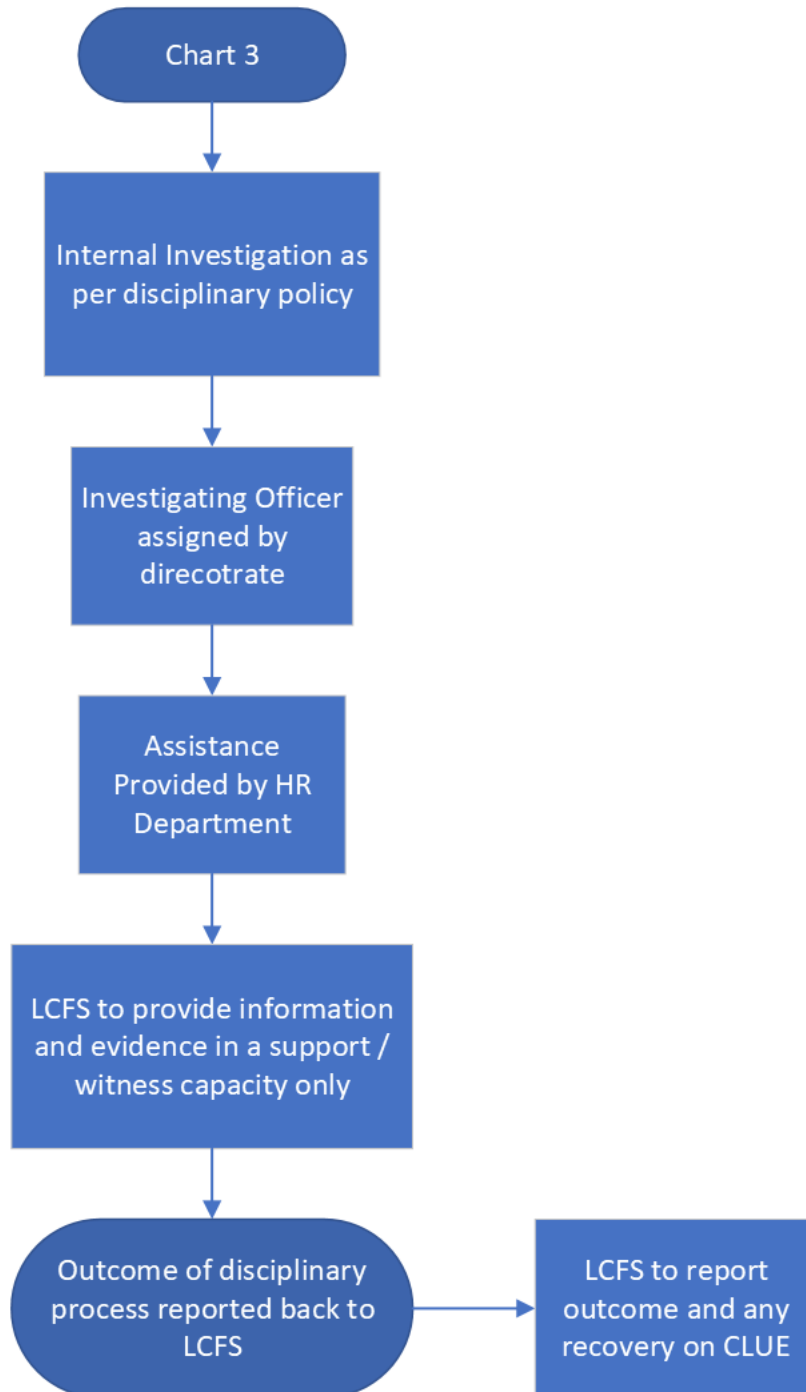 Chart 3
Internal Investigation as
per disciplinary policy
Investigating Officer
assigned by
direcotrate
Assistance
Provided by HR
Department
LCFS to provide information
and evidence in a support /
witness capacity only
Outcome of disciplinary
process reported back to
LCFS
LCFS to report
outcome and any
recovery on CLUE